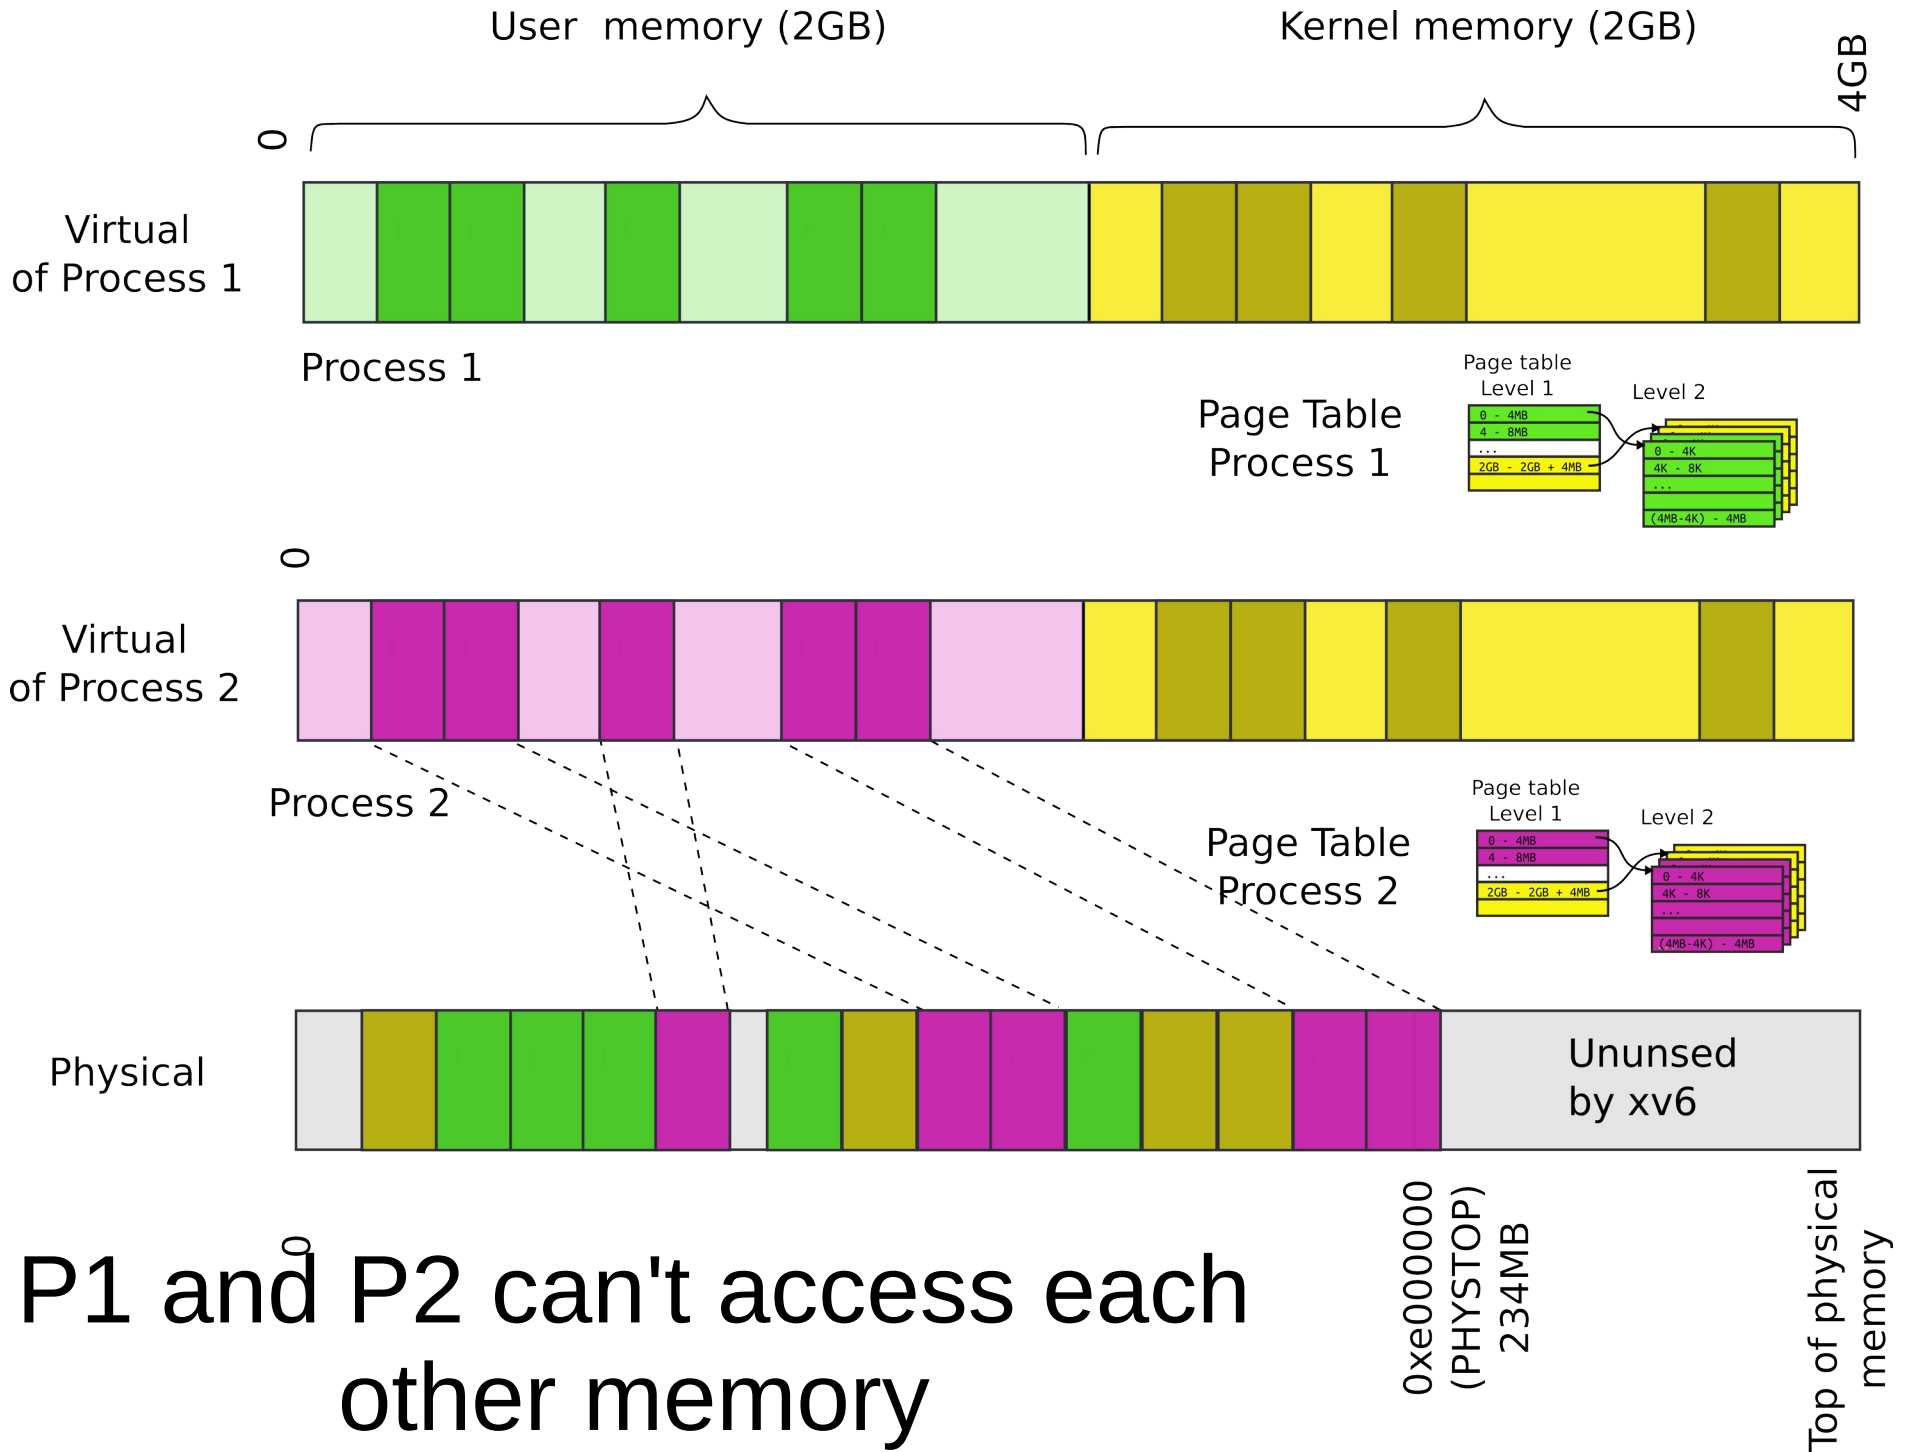 User  memory (2GB)
Kernel memory (2GB)
4GB
0
Virtual
of Process 1
Process 1
Page Table
Process 1
Page table
Level 1
Level 2
0 - 4MB
4 - 8MB
...
2GB - 2GB + 4MB
0 - 4K
4K - 8K
...
(4MB-4K) - 4MB
0
Virtual
of Process 2
Process 2
Page Table
Process 2
Page table
Level 1
Level 2
0 - 4MB
4 - 8MB
...
2GB - 2GB + 4MB
0 - 4K
4K - 8K
...
(4MB-4K) - 4MB
Physical
Ununsed
by xv6
0
0xe000000
(PHYSTOP)
234MB
Top of physical
memory
P1 and P2 can't access each
other memory